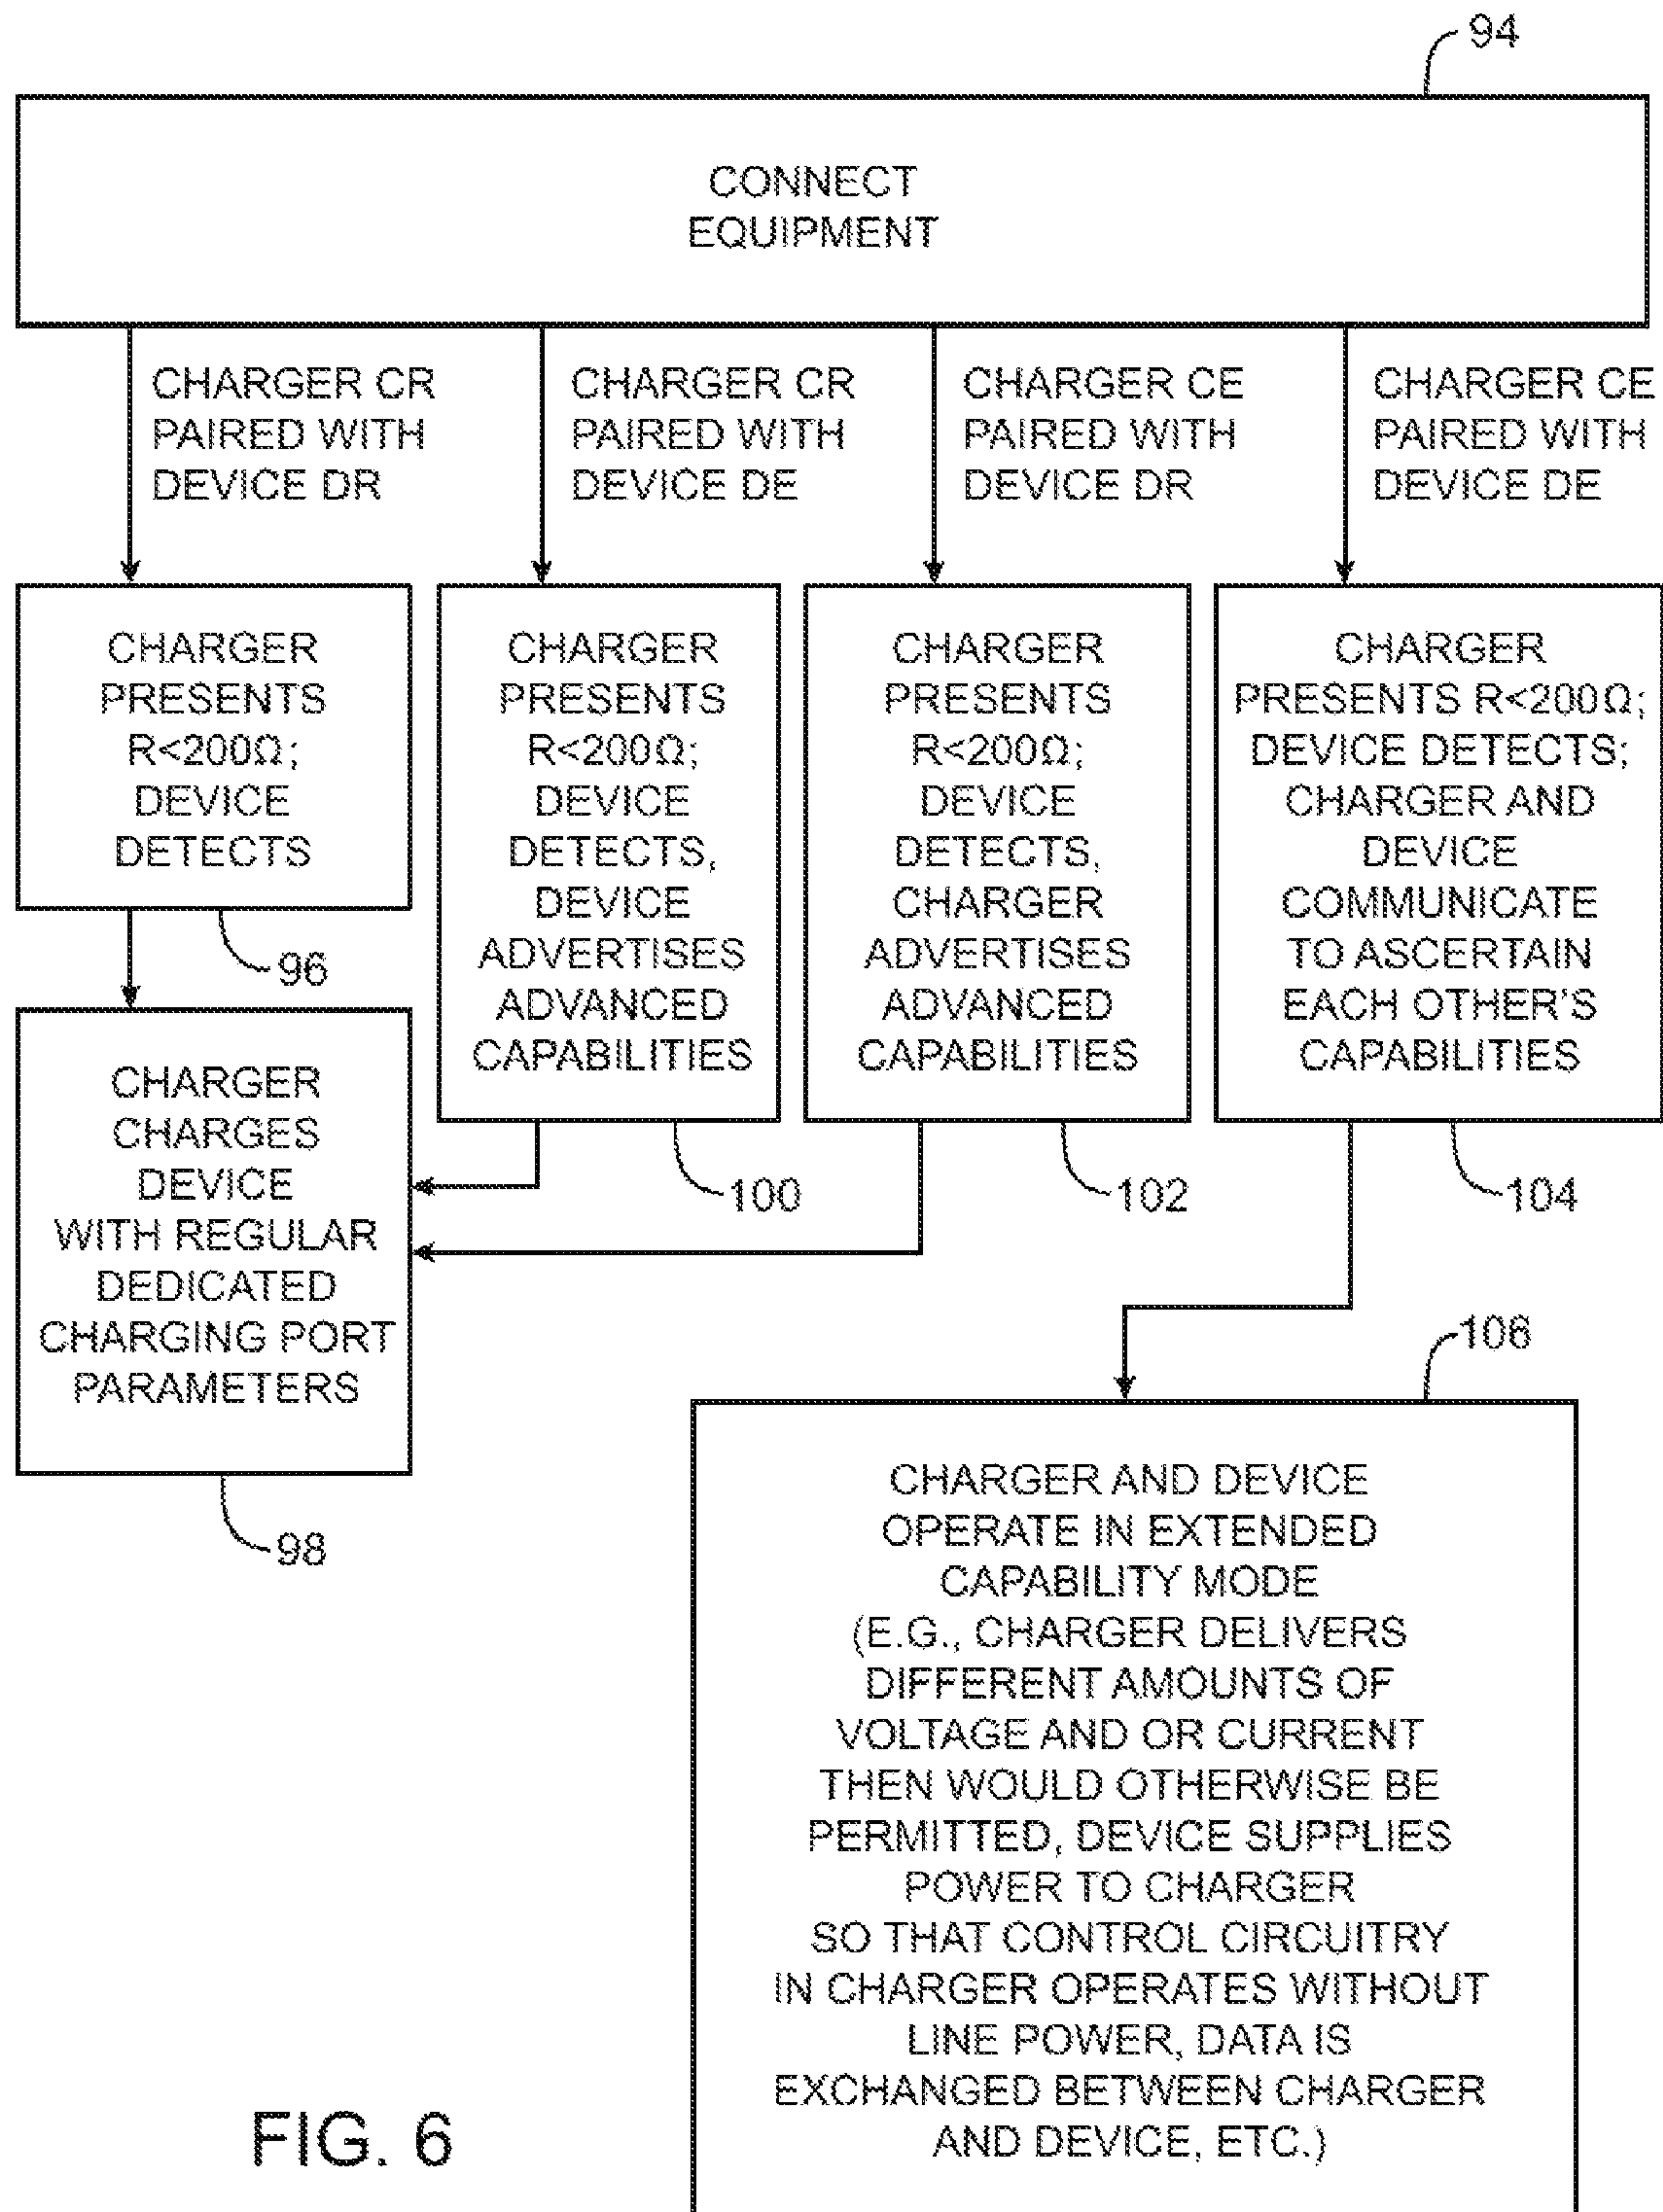 94
CONNECT
EQUIPMENT
CHARGER CR
PAIRED WITH
DEVICE DR
CHARGER CR
PAIRED WITH
DEVICE DE
CHARGER CE
PAIRED WITH
DEVICE DR
CHARGER CE
PAIRED WITH
DEVICE DE
CHARGER
PRESENTS
R<200Ω;
DEVICE
DETECTS
96
CHARGER
PRESENTS
R<200Ω;
DEVICE
DETECTS,
DEVICE
ADVERTISES
ADVANCED
CAPABILITIES
100
CHARGER
PRESENTS
R<200Ω;
DEVICE
DETECTS,
CHARGER
ADVERTISES
ADVANCED
CAPABILITIES
102
CHARGER
PRESENTS R<200Ω;
DEVICE DETECTS;
CHARGER AND
DEVICE
COMMUNICATE
TO ASCERTAIN
EACH OTHER'S
CAPABILITIES
104
CHARGER
CHARGES
DEVICE
WITH REGULAR
DEDICATED
CHARGING PORT
PARAMETERS
98
106
CHARGER AND DEVICE
OPERATE IN EXTENDED
CAPABILITY MODE
(E.G., CHARGER DELIVERS
DIFFERENT AMOUNTS OF
VOLTAGE AND OR CURRENT
THEN WOULD OTHERWISE BE
PERMITTED, DEVICE SUPPLIES
POWER TO CHARGER
SO THAT CONTROL CIRCUITRY
IN CHARGER OPERATES WITHOUT
LINE POWER, DATA IS
EXCHANGED BETWEEN CHARGER
AND DEVICE, ETC.)
FIG. 6